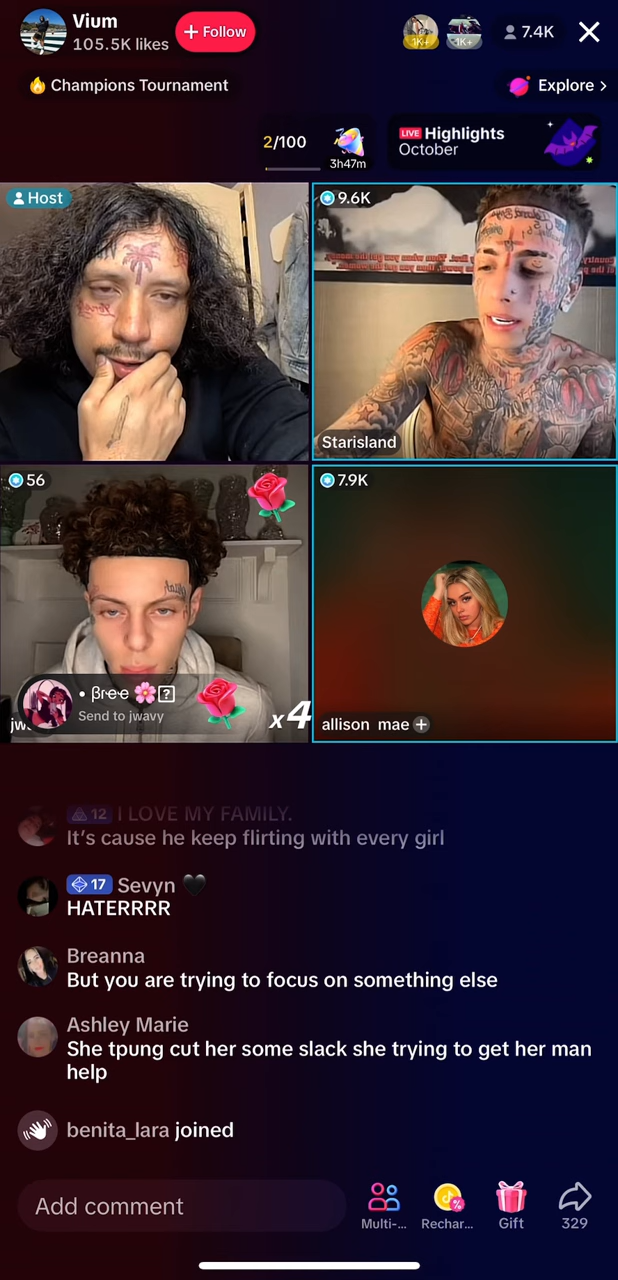 Vium
105.5K likes
+ Follow
1K+
1K+
7.4K
Champions Tournament
Explore >
2/100
3h47m
LIVE Highlights
October
Host
9.6K
Starisland
56
• βree 🌸?
Send to jwavy
jw
x4
7.9K
allison mae +
12 I LOVE MY FAMILY.
It's cause he keep flirting with every girl
17 Sevyn 🖤
HATERRRR
Breanna
But you are trying to focus on something else
Ashley Marie
She tpung cut her some slack she trying to get her man
help
benita_lara joined
Add comment
Multi-...
Rechar...
Gift
329